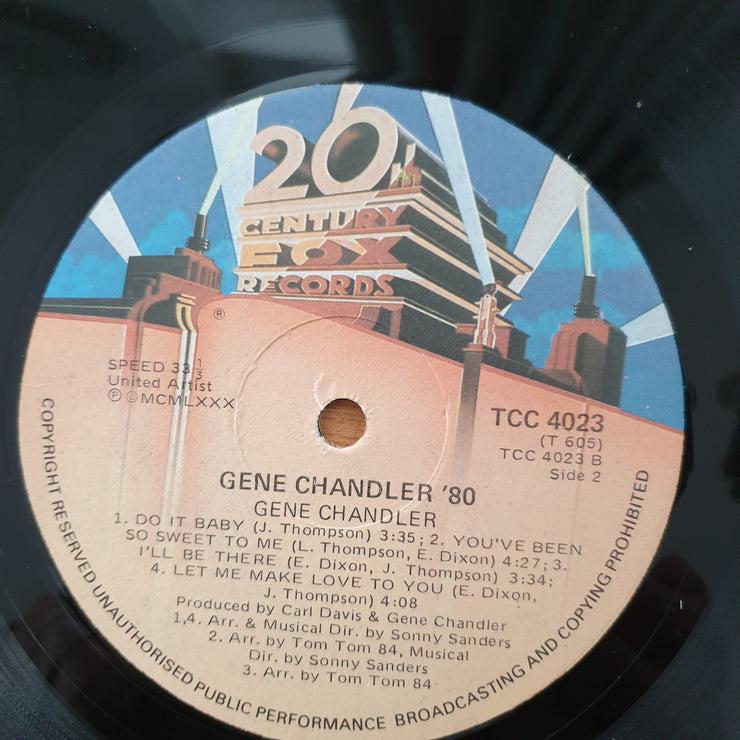 20th
CENTURY
FOX
RECORDS
®
SPEED 33 1/3
United Artist
Ⓟ Ⓒ MCMLXXX
TCC 4023
(T 605)
TCC 4023 B
Side 2
GENE CHANDLER '80
GENE CHANDLER
1. DO IT BABY (J. Thompson) 3:35; 2. YOU'VE BEEN
SO SWEET TO ME (L. Thompson, E. Dixon) 4:27; 3.
I'LL BE THERE (E. Dixon, J. Thompson) 3:34;
4. LET ME MAKE LOVE TO YOU (E. Dixon,
J. Thompson) 4:08
Produced by Carl Davis & Gene Chandler
1,4. Arr. & Musical Dir. by Sonny Sanders
2. Arr. by Tom Tom 84, Musical
Dir. by Sonny Sanders
3. Arr. by Tom Tom 84
COPYRIGHT RESERVED UNAUTHORISED PUBLIC PERFORMANCE BROADCASTING AND COPYING PROHIBITED